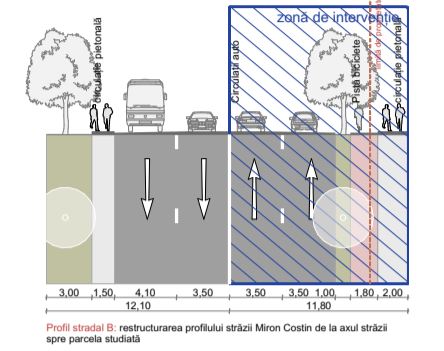 zonă de intervenție
circulație pietonală
Circulații auto
Pistă biciclete
circulație pietonală
3,00 1,50 4,10 3,50 3,50 3,50 1,00 1,80 2,00
12,10 11.80
Profil stradal B: restructurarea profilului străzii Miron Costin de la axul străzii
spre parcela studiată